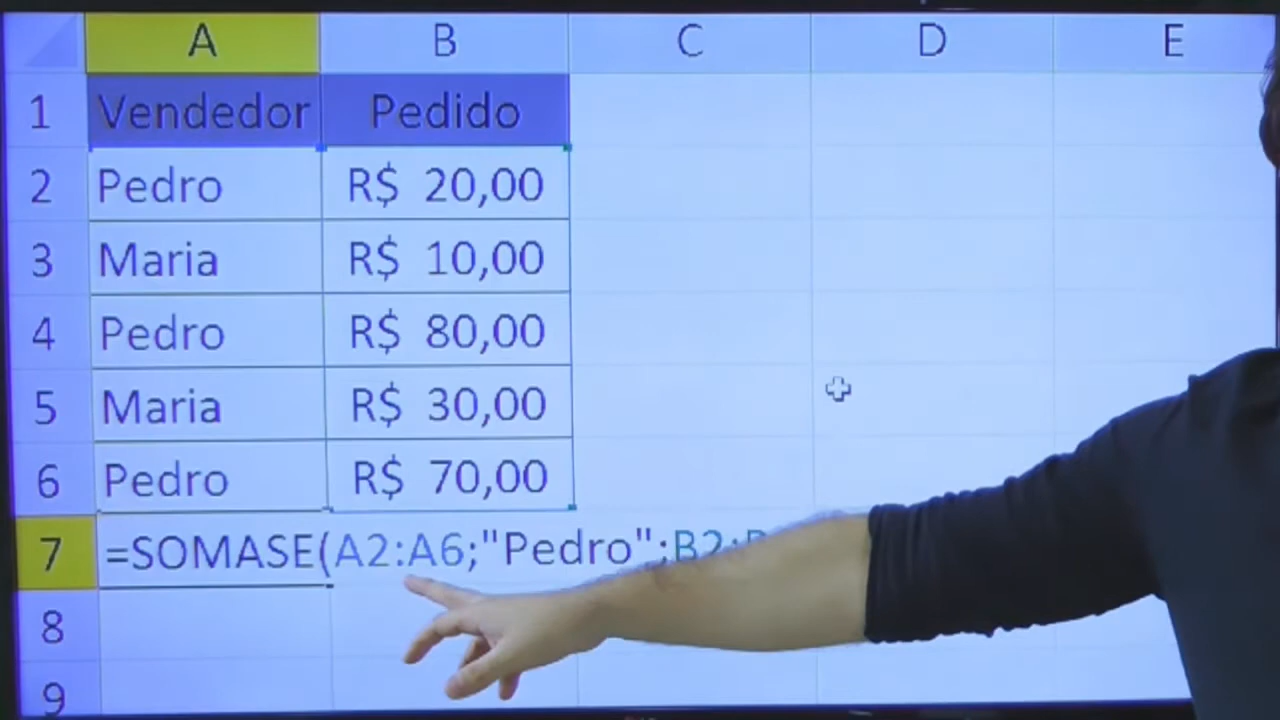 A B C D E
1 Vendedor Pedido
2 Pedro R$ 20,00
3 Maria R$ 10,00
4 Pedro R$ 80,00
5 Maria R$ 30,00
6 Pedro R$ 70,00
7 =SOMASE(A2:A6;"Pedro";B2:
8
9